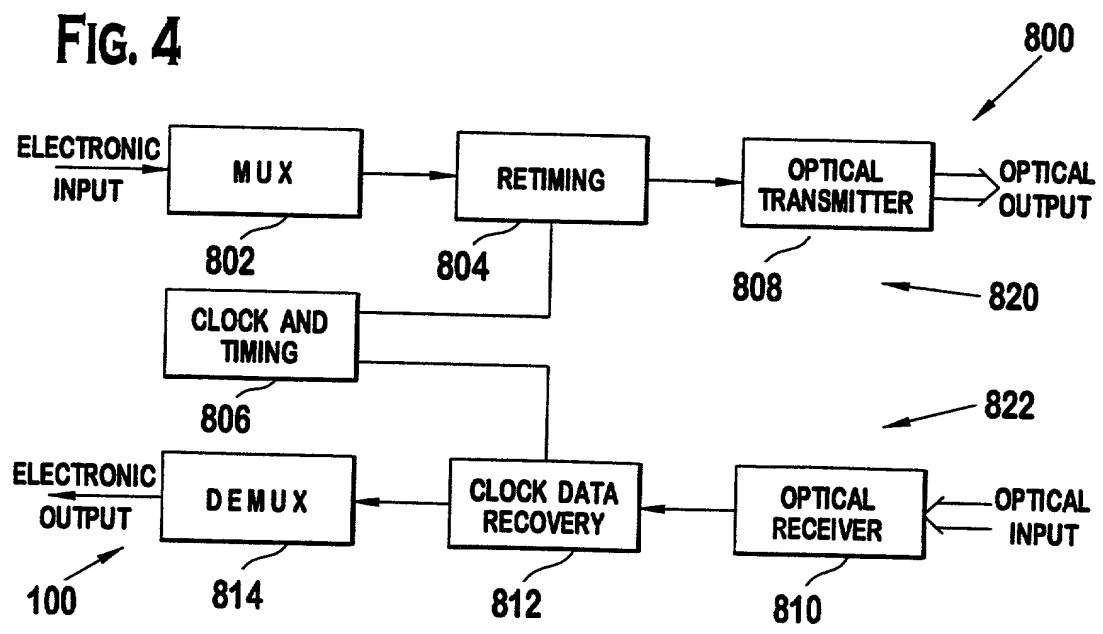 FIG. 4
800
ELECTRONIC
INPUT
MUX
RETIMING
OPTICAL
TRANSMITTER
OPTICAL
OUTPUT
802
804
808
820
CLOCK AND
TIMING
806
822
ELECTRONIC
OUTPUT
DEMUX
CLOCK DATA
RECOVERY
OPTICAL
RECEIVER
OPTICAL
INPUT
100
814
812
810